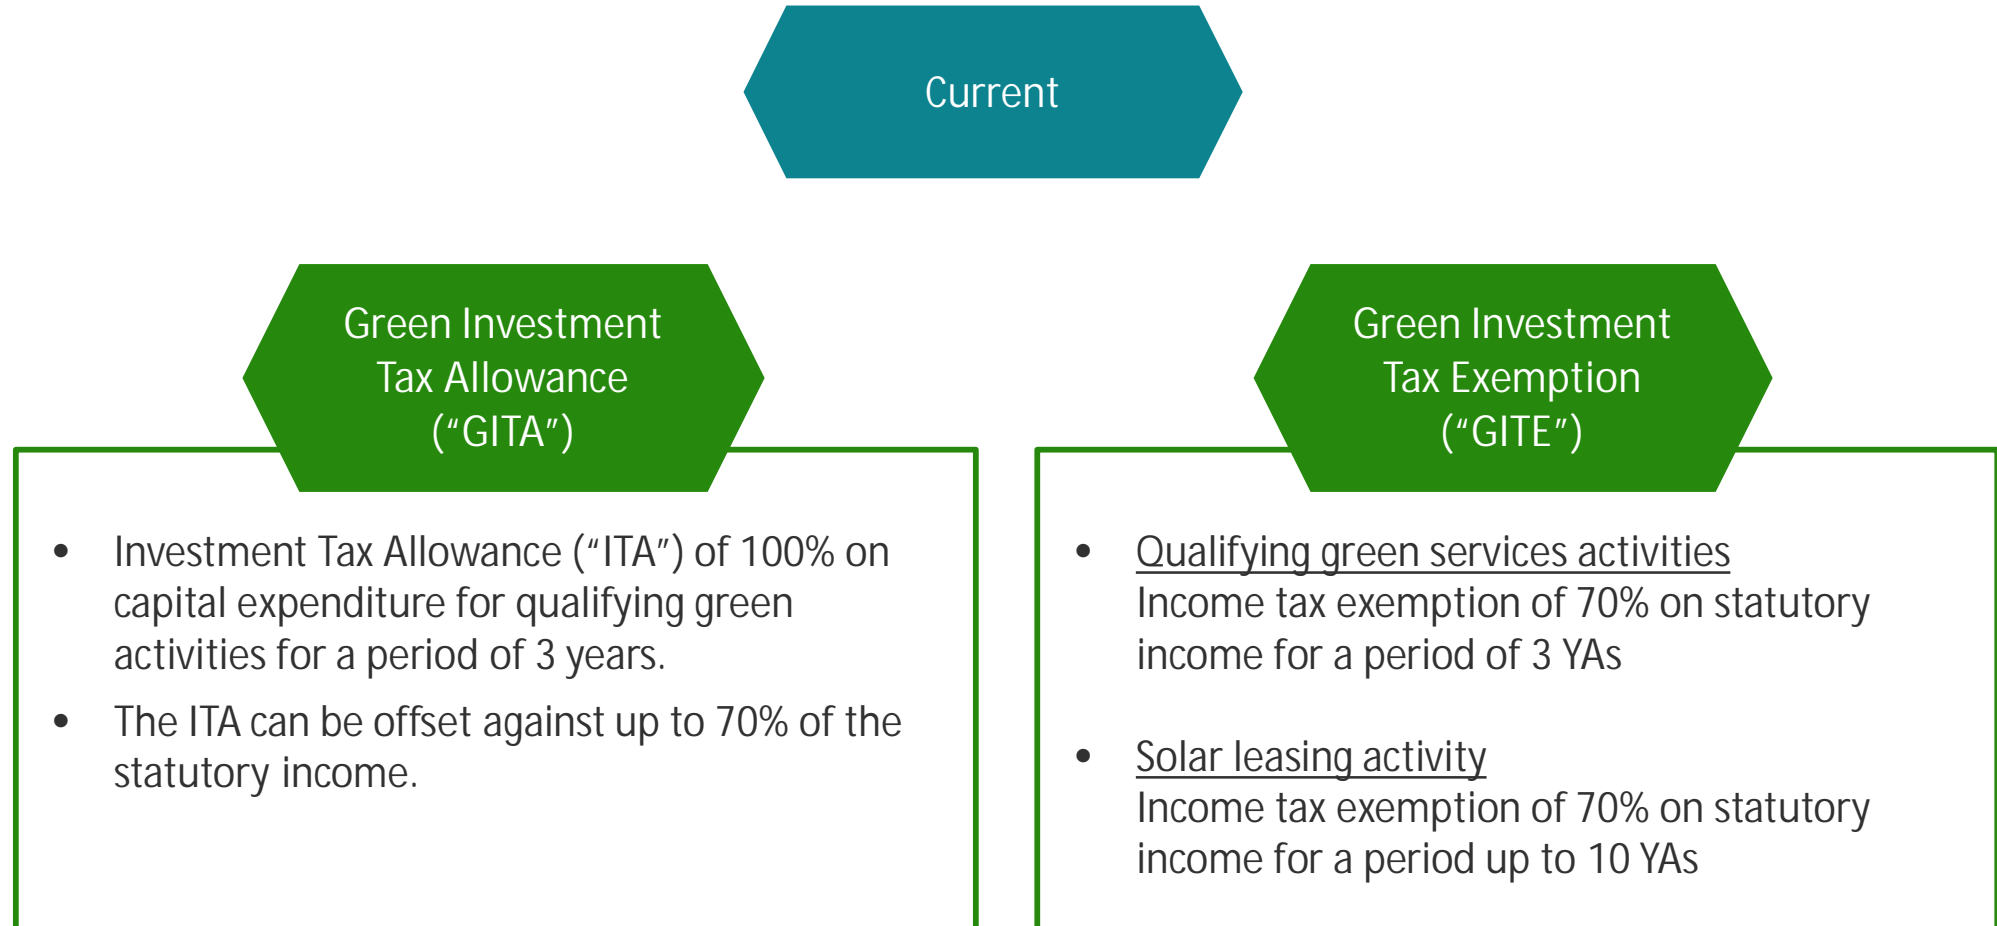 Current
Green Investment
Tax Allowance
(“GITA”)
• Investment Tax Allowance (“ITA”) of 100% on
capital expenditure for qualifying green
activities for a period of 3 years.
• The ITA can be offset against up to 70% of the
statutory income.
Green Investment
Tax Exemption
(“GITE”)
• Qualifying green services activities
Income tax exemption of 70% on statutory
income for a period of 3 YAs
• Solar leasing activity
Income tax exemption of 70% on statutory
income for a period up to 10 YAs